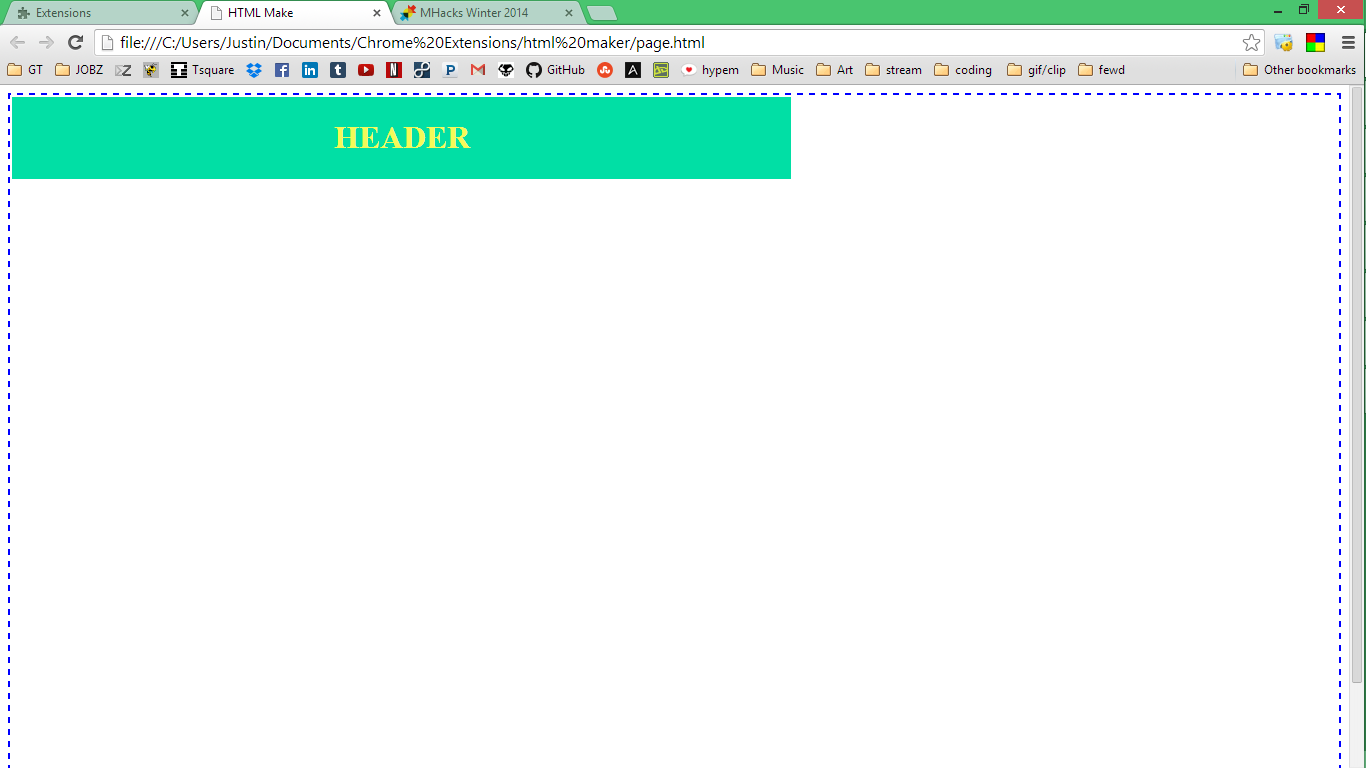 Extensions HTML Make MHacks Winter 2014
file:///C:/Users/Justin/Documents/Chrome%20Extensions/html%20maker/page.html
GT JOBZ Tsquare GitHub hypem Music Art stream coding gif/clip fewd Other bookmarks
HEADER